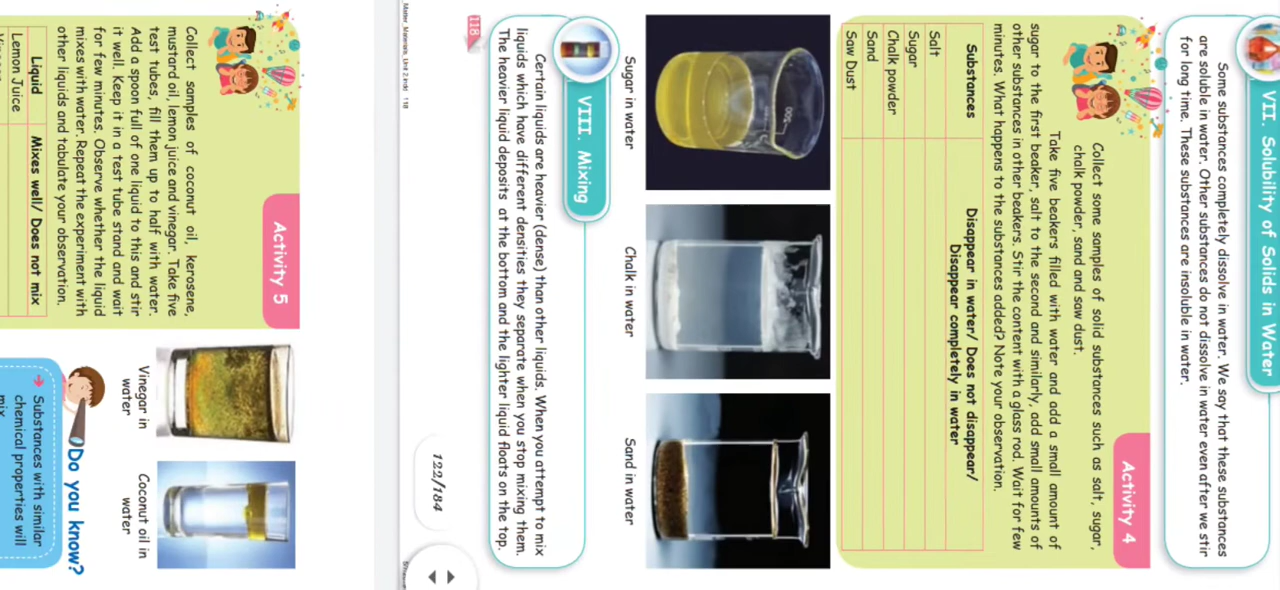 VII. Solubility of Solids in Water
Some substances completely dissolve in water. We say that these substances
are soluble in water. Other substances do not dissolve in water even after we stir
for long time. These substances are insoluble in water.
Activity 4
Collect some samples of solid substances such as salt, sugar,
chalk powder, sand and saw dust.
Take five beakers filled with water and add a small amount of
sugar to the first beaker, salt to the second and similarly, add small amounts of
other substances in other beakers. Stir the content with a glass rod. Wait for few
minutes. What happens to the substances added? Note your observation.
Substances
Disappear in water/ Does not disappear/
Disappear completely in water
Salt
Sugar
Chalk powder
Sand
Saw Dust
Sugar in water
Chalk in water
Sand in water
VIII. Mixing
Certain liquids are heavier (dense) than other liquids. When you attempt to mix
liquids which have different densities they separate when you stop mixing them.
The heavier liquid deposits at the bottom and the lighter liquid floats on the top.
118
122/184
Activity 5
Collect samples of coconut oil, kerosene,
mustard oil, lemon juice and vinegar. Take five
test tubes, fill them up to half with water.
Add a spoon full of one liquid to this and stir
it well. Keep it in a test tube stand and wait
for few minutes. Observe whether the liquid
mixes with water. Repeat the experiment with
other liquids and tabulate your observation.
Liquid
Mixes well/ Does not mix
Lemon Juice
Vinegar in
water
Coconut oil in
water
Do you know?
Substances with similar
chemical properties will
mix